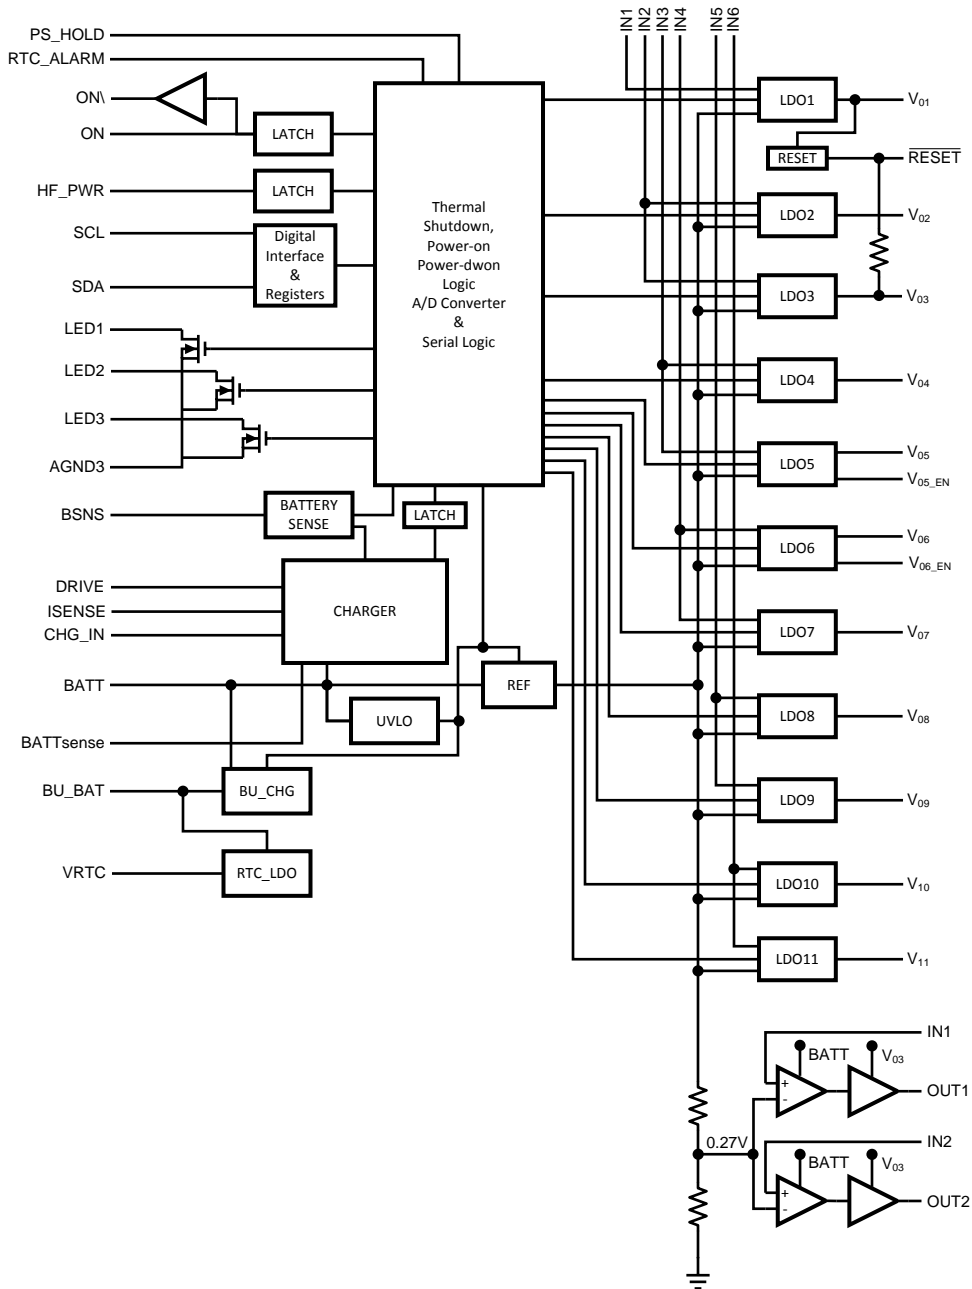 IN1
IN2
IN3
IN4
IN5
IN6
PS_HOLD
RTC_ALARM
ON\
ON
LATCH
HF_PWR
LATCH
SCL
SDA
Digital
Interface
&
Registers
LED1
LED2
LED3
AGND3
Thermal
Shutdown,
Power-on
Power-dwon
Logic
A/D Converter
&
Serial Logic
BSNS
BATTERY
SENSE
LATCH
DRIVE
ISENSE
CHG_IN
CHARGER
BATT
REF
UVLO
BATTsense
BU_BAT
BU_CHG
VRTC
RTC_LDO
LDO1
V01
RESET
RESET
LDO2
V02
LDO3
V03
LDO4
V04
LDO5
V05
V05_EN
LDO6
V06
V06_EN
LDO7
V07
LDO8
V08
LDO9
V09
LDO10
V10
LDO11
V11
IN1
BATT
V03
+
-
OUT1
0.27V
IN2
BATT
V03
+
-
OUT2